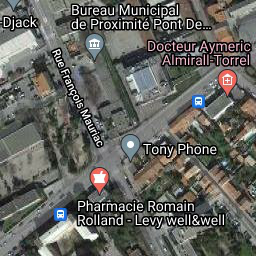 Djack
Bureau Municipal
de Proximité Pont De...
Docteur Aymeric
Almirall-Torrel
Rue François Mauriac
Tony Phone
Pharmacie Romain
Rolland - Levy well&well